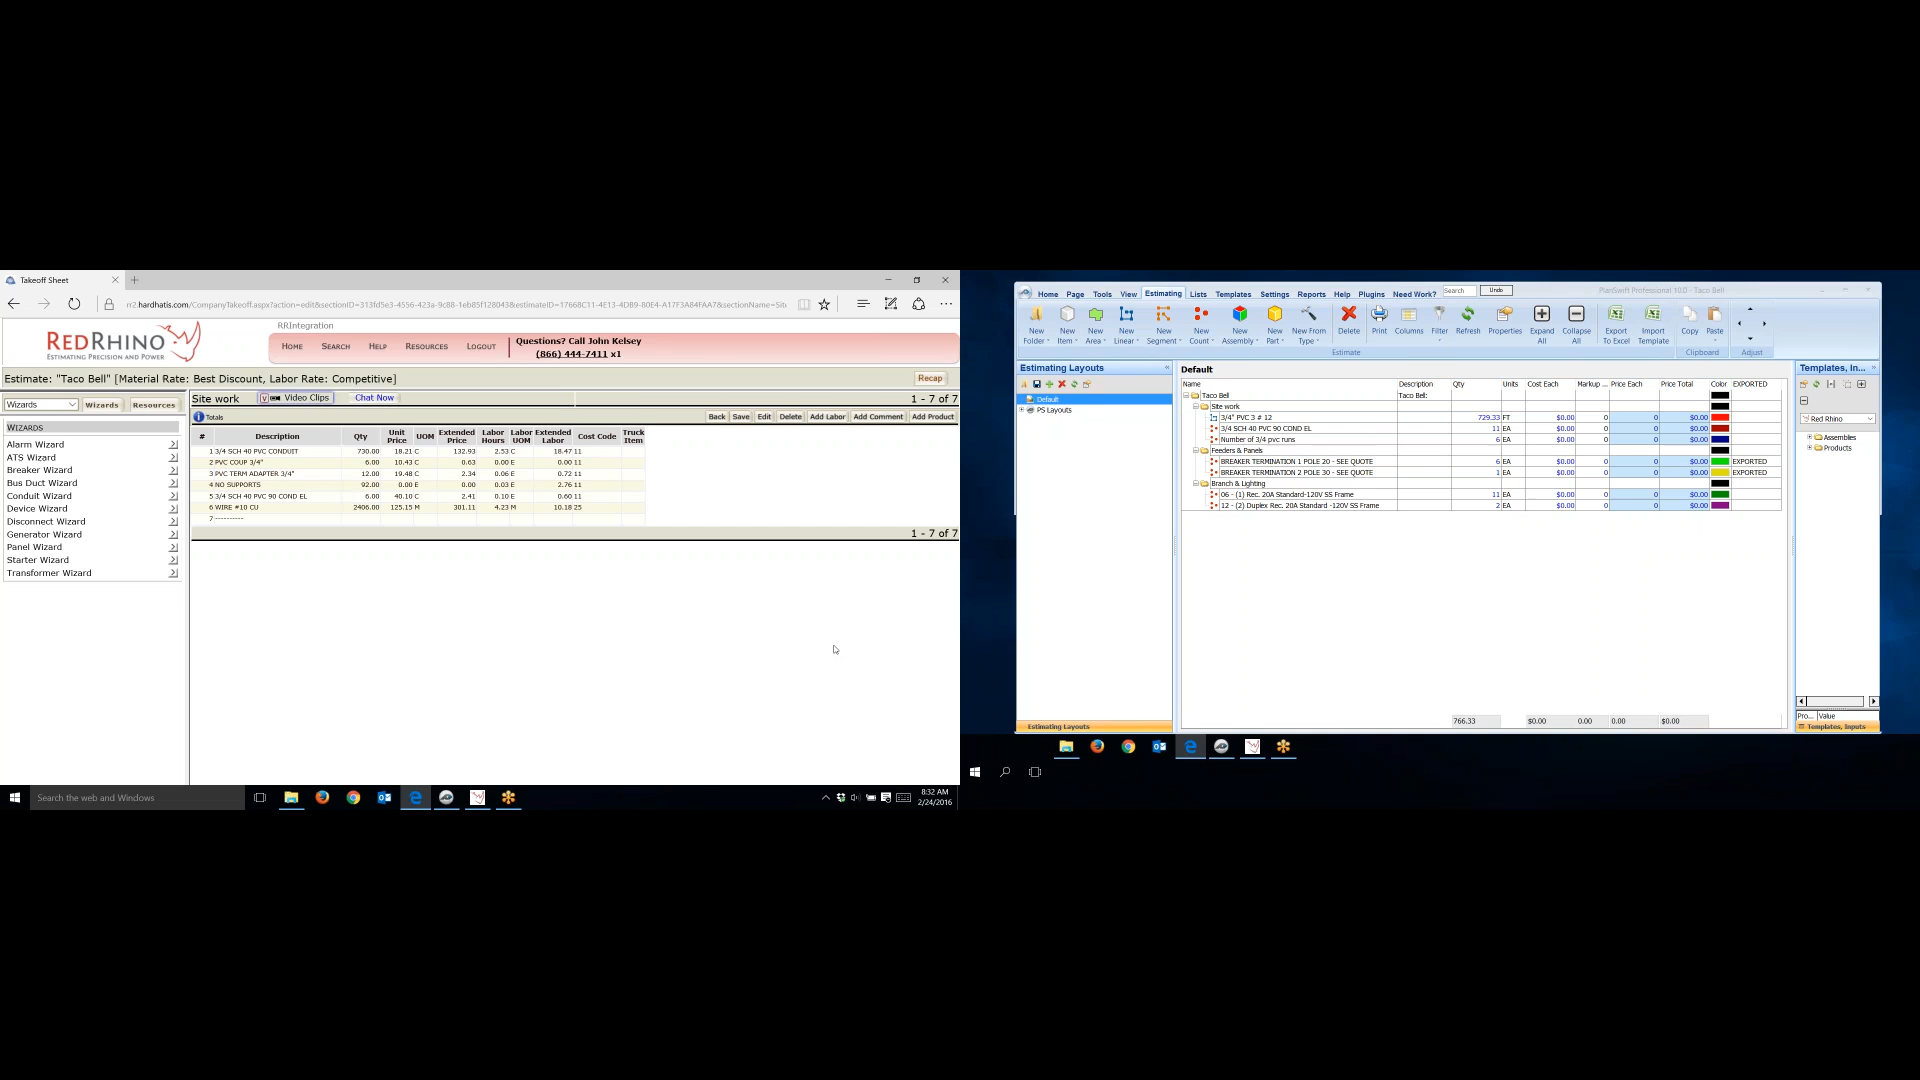 Takeoff Sheet
rr2.hardhatis.com/CompanyTakeoff.aspx?action=edit&sectionID=313fd5e3-4556-423a-9c88-1eb85f128043&estimateID=17668C11-4E13-4DB9-80E4-A17F3A84FAA7&sectionName=Sit
REDRHINO
ESTIMATING PRECISION AND POWER
RRIntegration
HOME SEARCH HELP RESOURCES LOGOUT
Questions? Call John Kelsey
(866) 444-7411 x1
Estimate: "Taco Bell" [Material Rate: Best Discount, Labor Rate: Competitive]
Recap
Wizards Wizards Resources
WIZARDS
Alarm Wizard
ATS Wizard
Breaker Wizard
Bus Duct Wizard
Conduit Wizard
Device Wizard
Disconnect Wizard
Generator Wizard
Panel Wizard
Starter Wizard
Transformer Wizard
Site work Video Clips Chat Now 1 - 7 of 7
Totals Back Save Edit Delete Add Labor Add Comment Add Product
# Description Qty Unit Price UOM Extended Price Labor Hours Labor UOM Extended Labor Cost Code Truck Item
1 3/4 SCH 40 PVC CONDUIT 730.00 18.21 C 132.93 2.53 C 18.47 11
2 PVC COUP 3/4" 6.00 10.43 C 0.63 0.00 E 0.00 11
3 PVC TERM ADAPTER 3/4" 12.00 19.48 C 2.34 0.06 E 0.72 11
4 NO SUPPORTS 92.00 0.00 E 0.00 0.03 E 2.76 11
5 3/4 SCH 40 PVC 90 COND EL 6.00 40.10 C 2.41 0.10 E 0.60 11
6 WIRE #10 CU 2406.00 125.15 M 301.11 4.23 M 10.18 25
7 ----------
1 - 7 of 7
Search the web and Windows
8:32 AM
2/24/2016
Home Page Tools View Estimating Lists Templates Settings Reports Plugins Help Need Work? Search Undo
PlanSwift Professional 10.0 - Taco Bell
New Folder New Item New Area New Linear New Segment New Count New Assembly New Part New From Type Delete Print Columns Filter Refresh Properties Expand All Collapse All Export To Excel Import Template Copy Paste
Estimate Clipboard Adjust
Estimating Layouts
Default
PS Layouts
Estimating Layouts
Default
Name Description Qty Units Cost Each Markup ... Price Each Price Total Color EXPORTED
Taco Bell Taco Bell:
Site work
3/4" PVC 3 # 12 729.33 FT $0.00 0 0 $0.00
3/4 SCH 40 PVC 90 COND EL 11 EA $0.00 0 0 $0.00
Number of 3/4 pvc runs 6 EA $0.00 0 0 $0.00
Feeders & Panels
BREAKER TERMINATION 1 POLE 20 - SEE QUOTE 6 EA $0.00 0 0 $0.00 EXPORTED
BREAKER TERMINATION 2 POLE 30 - SEE QUOTE 1 EA $0.00 0 0 $0.00 EXPORTED
Branch & Lighting
06 - (1) Rec. 20A Standard-120V SS Frame 11 EA $0.00 0 0 $0.00
12 - (2) Duplex Rec. 20A Standard -120V SS Frame 2 EA $0.00 0 0 $0.00
766.33 $0.00 0.00 0.00 $0.00
Templates, In...
Red Rhino
Assemblies
Products
Pro... Value
Templates, Inputs